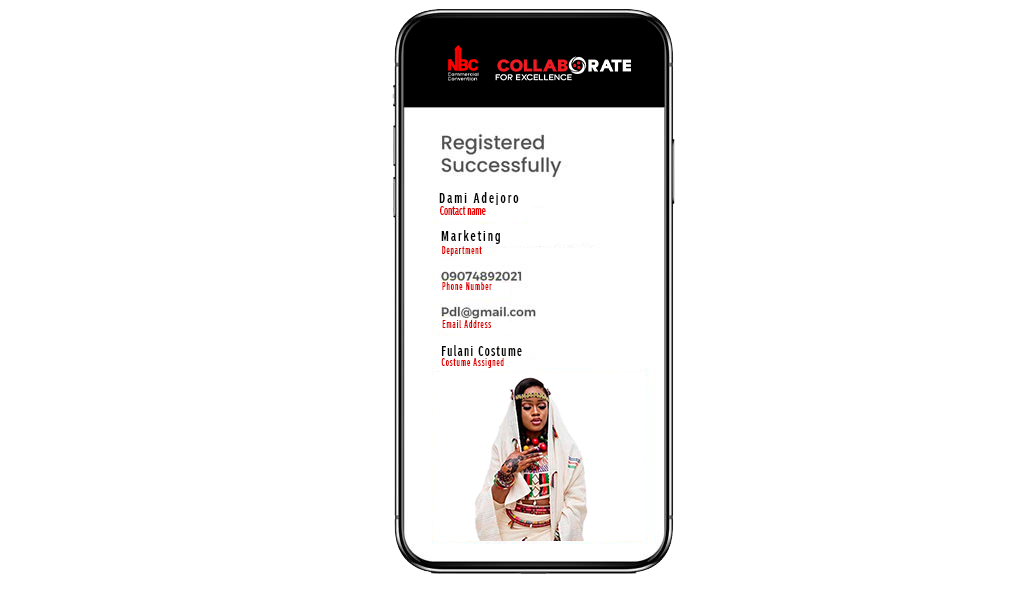 NBC
Commercial
Convention
COLLABORATE
FOR EXCELLENCE
Registered
Successfully
Dami Adejoro
Contact name
Marketing
Department
09074892021
Phone Number
Pdl@gmail.com
Email Address
Fulani Costume
Costume Assigned